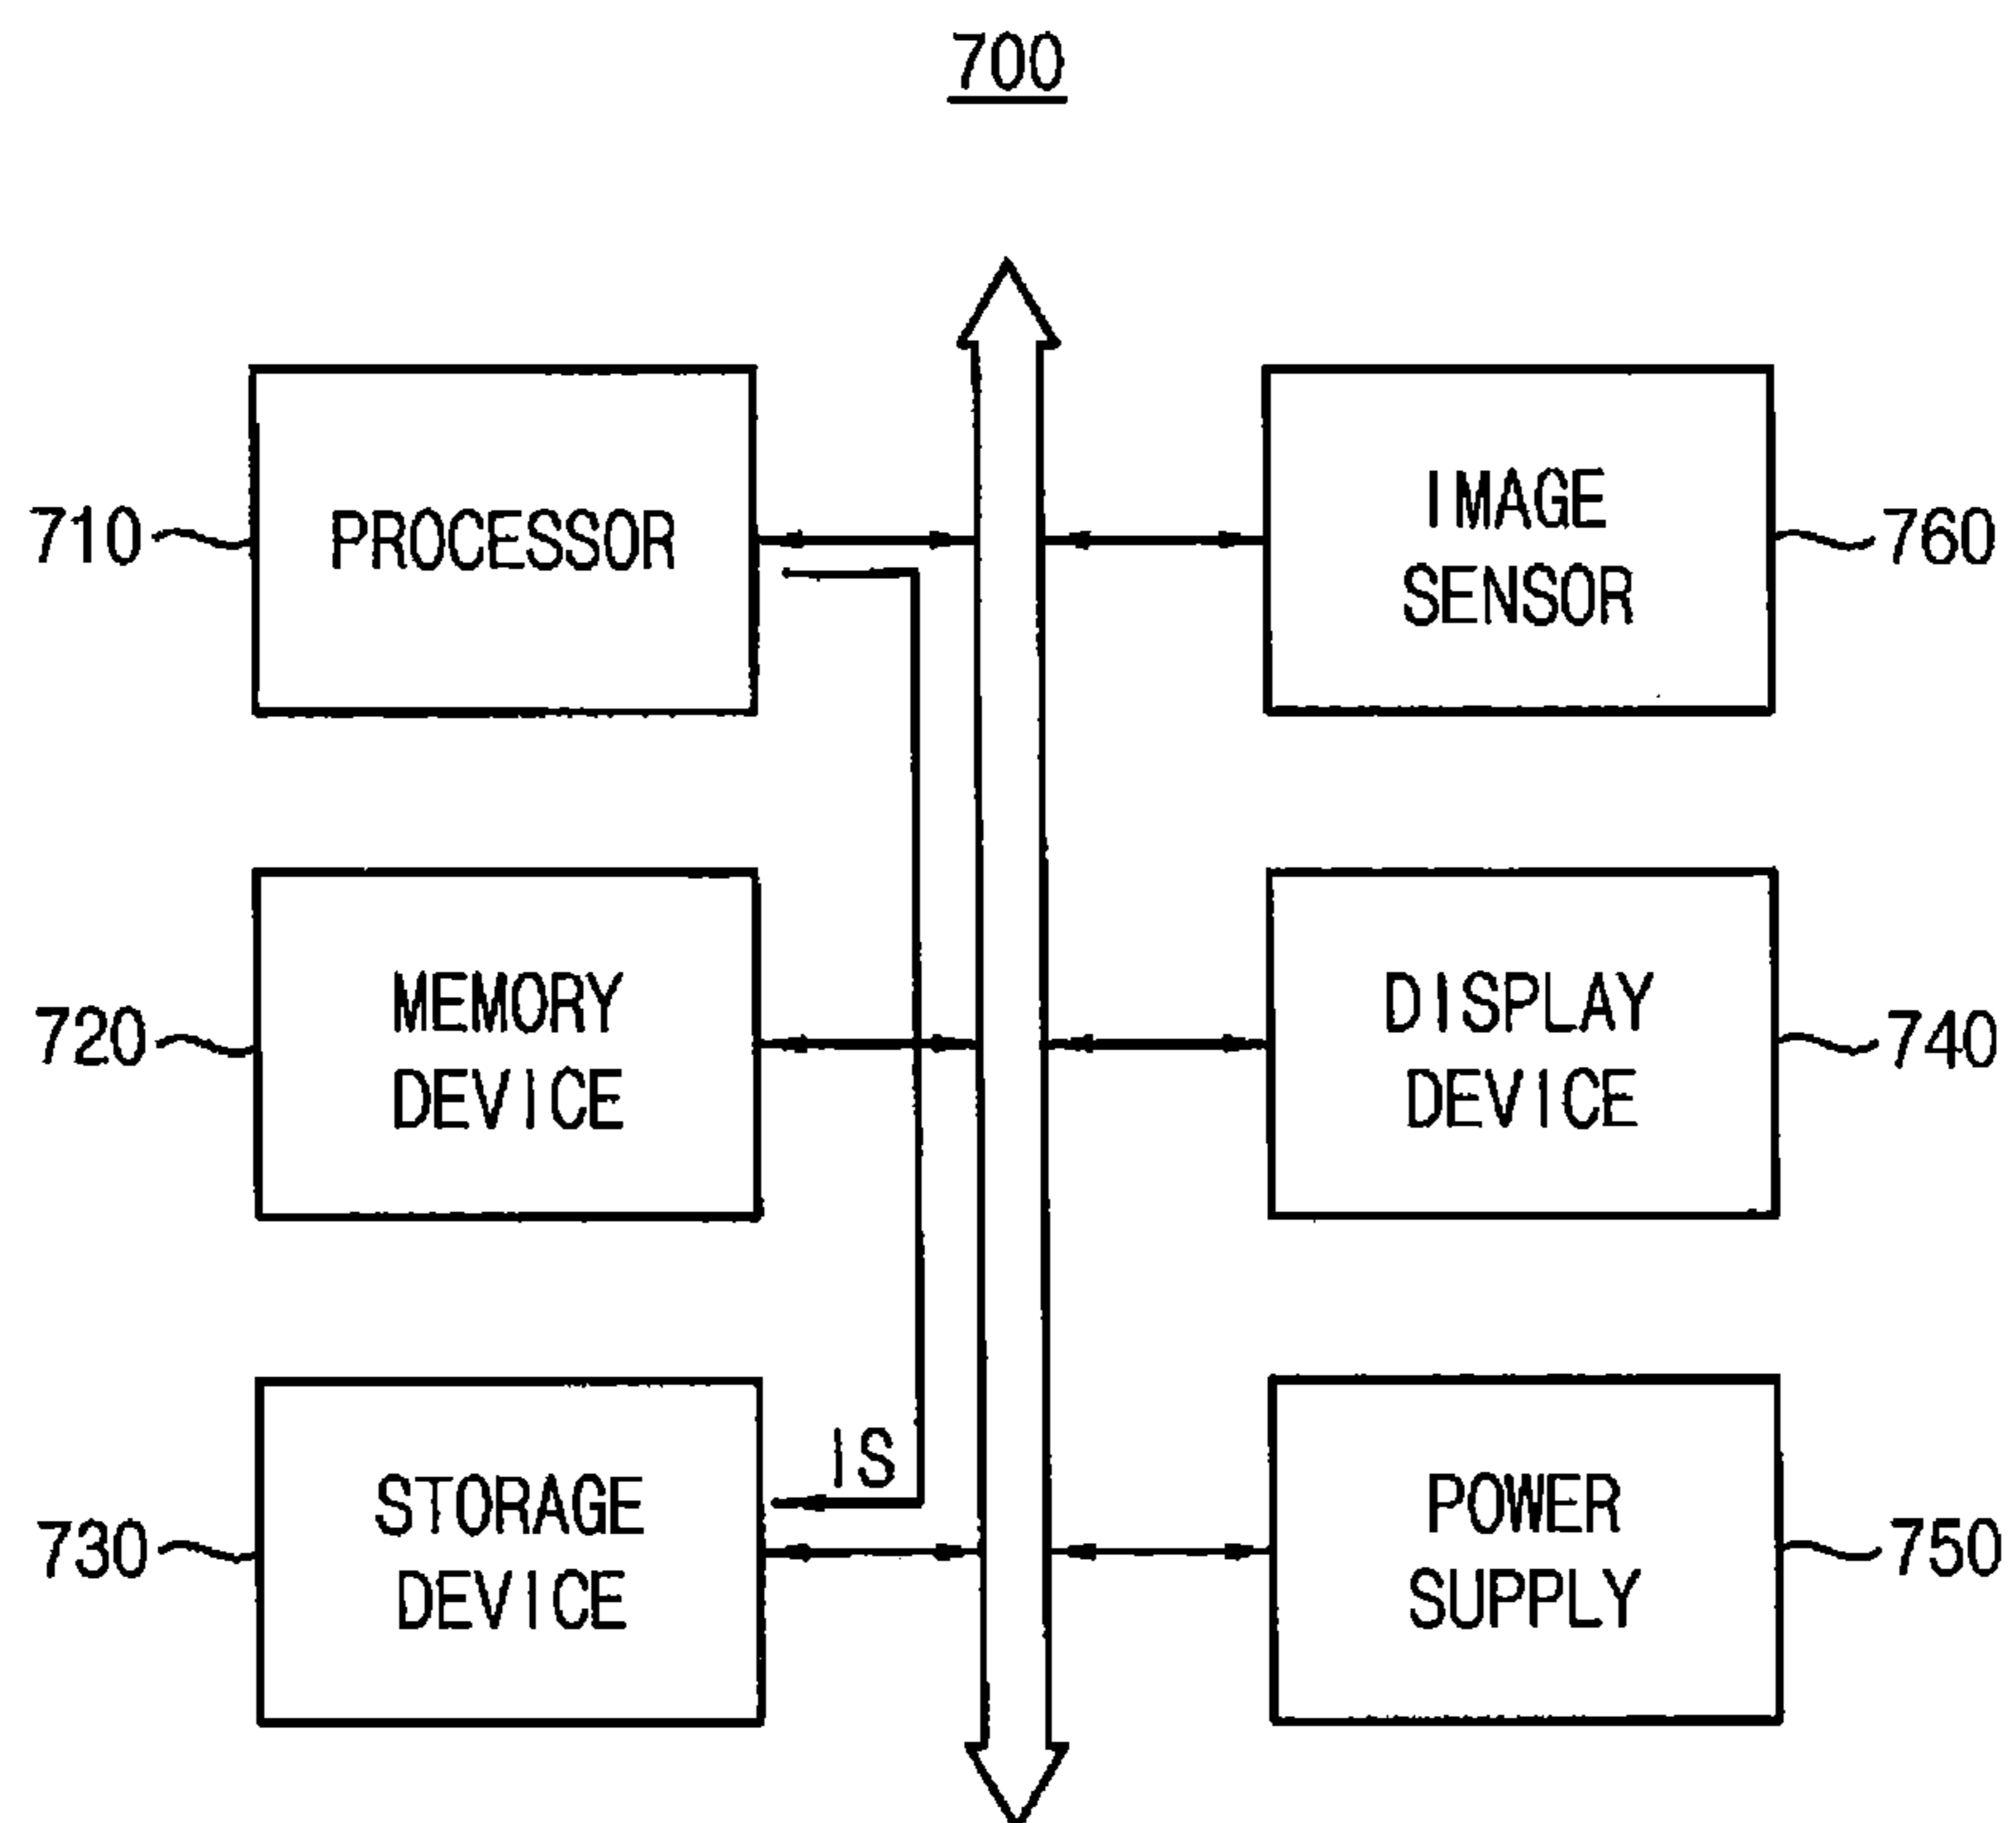 700
710
PROCESSOR
IMAGE
SENSOR
760
720
MEMORY
DEVICE
DISPLAY
DEVICE
740
IS
730
STORAGE
DEVICE
POWER
SUPPLY
750